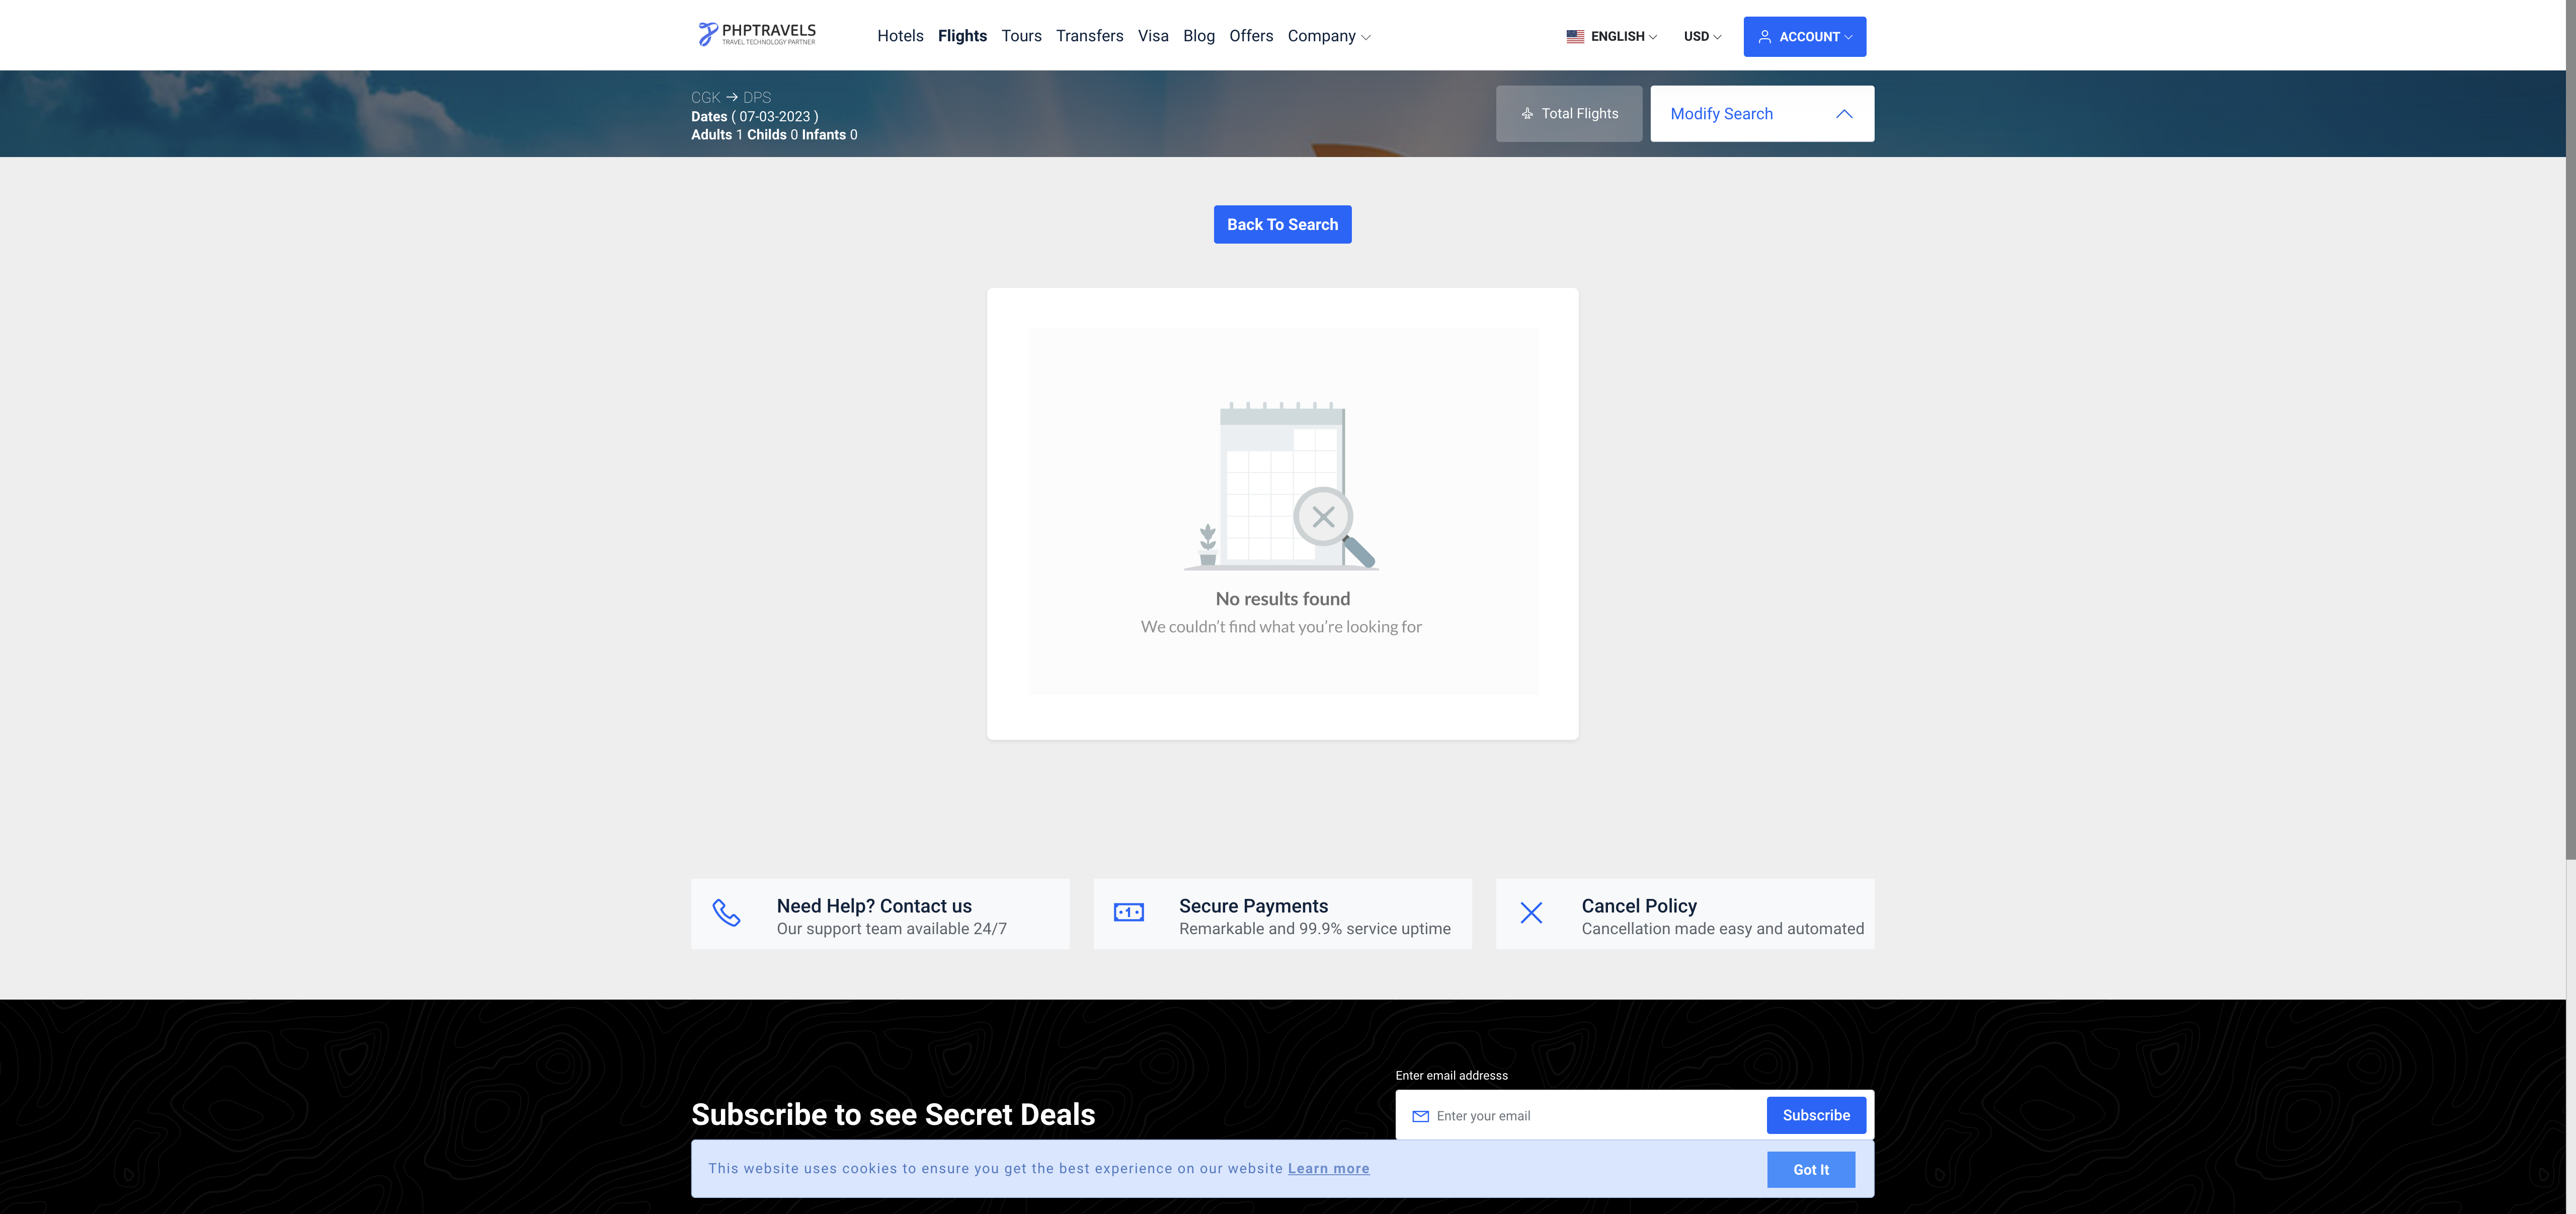 PHPTRAVELS
TRAVEL TECHNOLOGY PARTNER
Hotels Flights Tours Transfers Visa Blog Offers Company
ENGLISH USD ACCOUNT
CGK → DPS
Dates ( 07-03-2023 )
Adults 1 Childs 0 Infants 0
Total Flights
Modify Search
Back To Search
No results found
We couldn't find what you're looking for
Need Help? Contact us
Our support team available 24/7
Secure Payments
Remarkable and 99.9% service uptime
Cancel Policy
Cancellation made easy and automated
Enter email addresss
Subscribe to see Secret Deals
Enter your email
Subscribe
This website uses cookies to ensure you get the best experience on our website Learn more
Got It